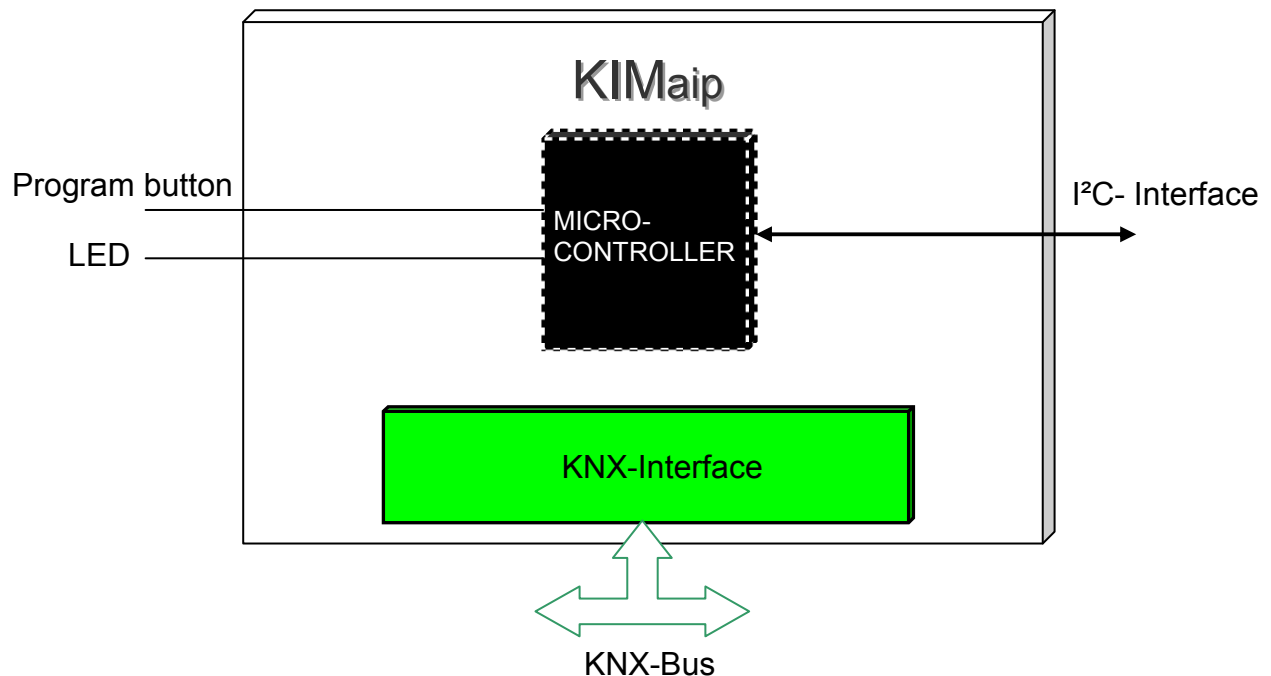 KIMaip
Program button
LED
MICRO-
CONTROLLER
I²C- Interface
KNX-Interface
KNX-Bus